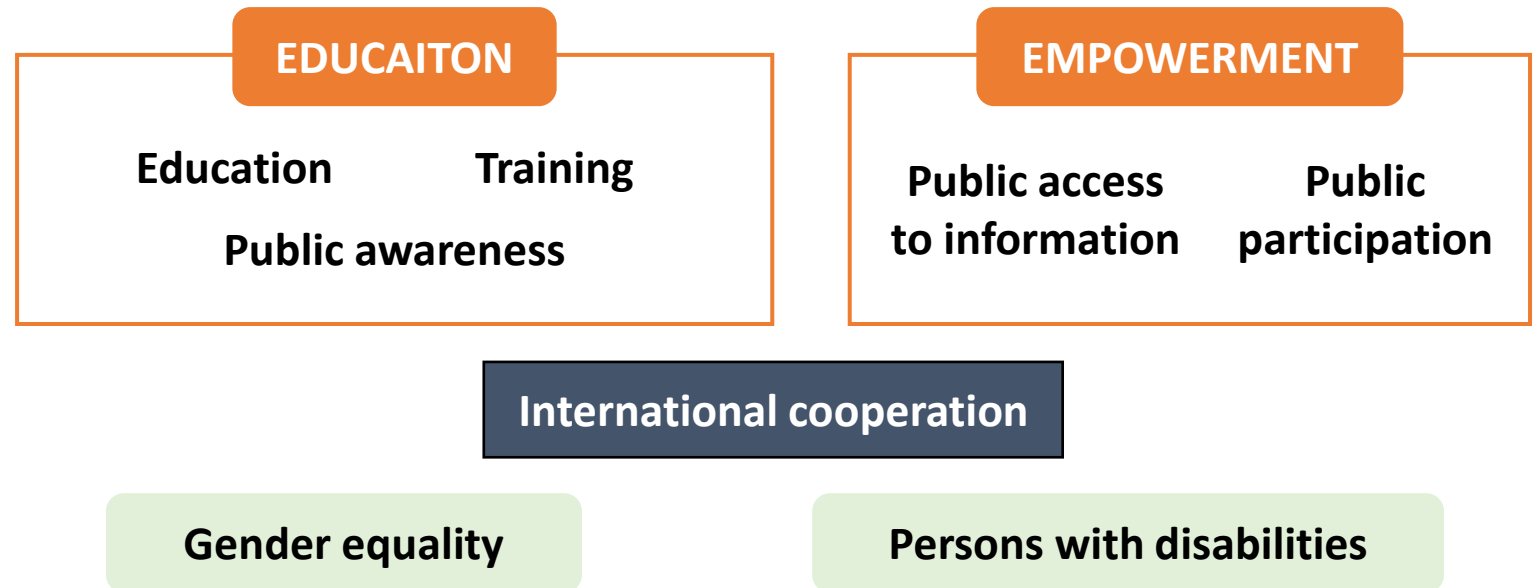 EDUCAITON
Education Training
Public awareness
EMPOWERMENT
Public access
to information
Public
participation
International cooperation
Gender equality
Persons with disabilities